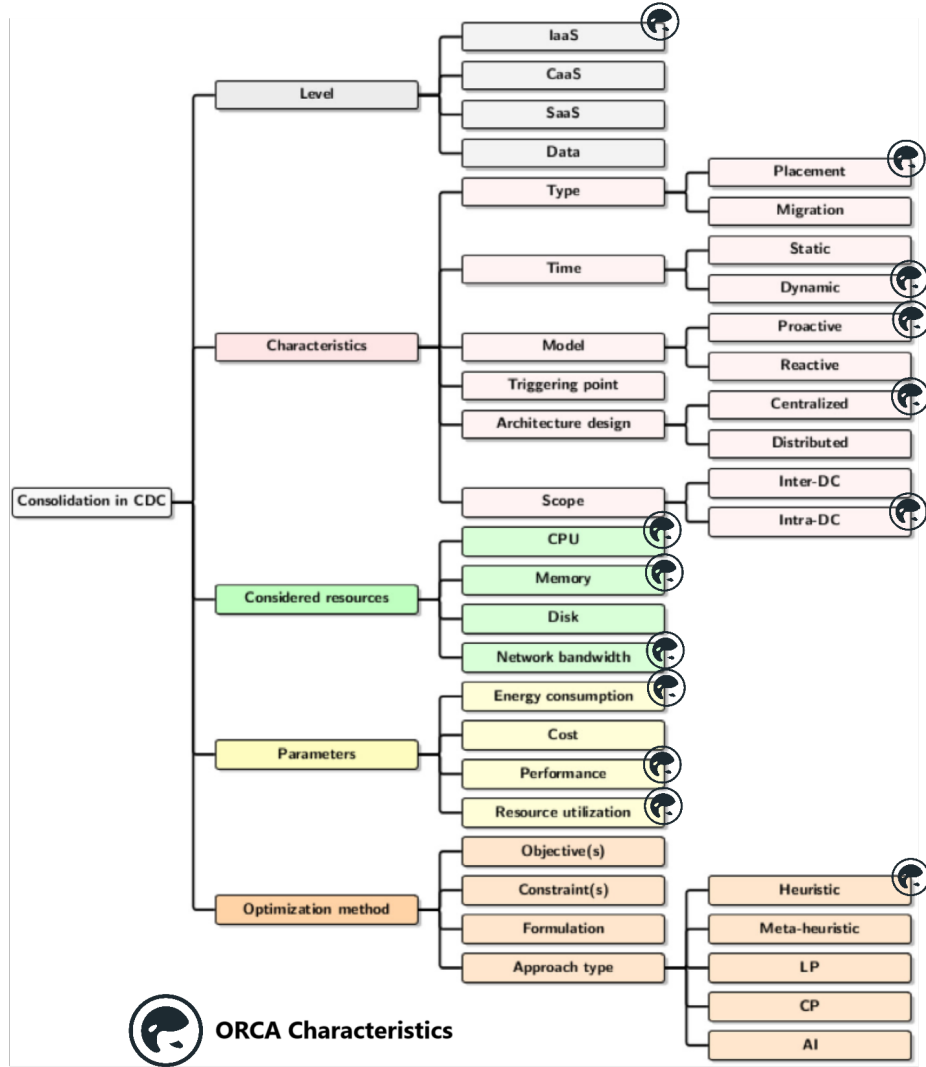 IaaS
CaaS
Level
SaaS
Data
Placement
Type
Migration
Static
Time
Dynamic
Proactive
Characteristics
Model
Reactive
Triggering point
Centralized
Architecture design
Distributed
Inter-DC
Consolidation in CDC
Scope
Intra-DC
CPU
Memory
Considered resources
Disk
Network bandwidth
Energy consumption
Cost
Parameters
Performance
Resource utilization
Objective(s)
Constraint(s)
Heuristic
Optimization method
Formulation
Meta-heuristic
Approach type
LP
CP
AI
ORCA Characteristics